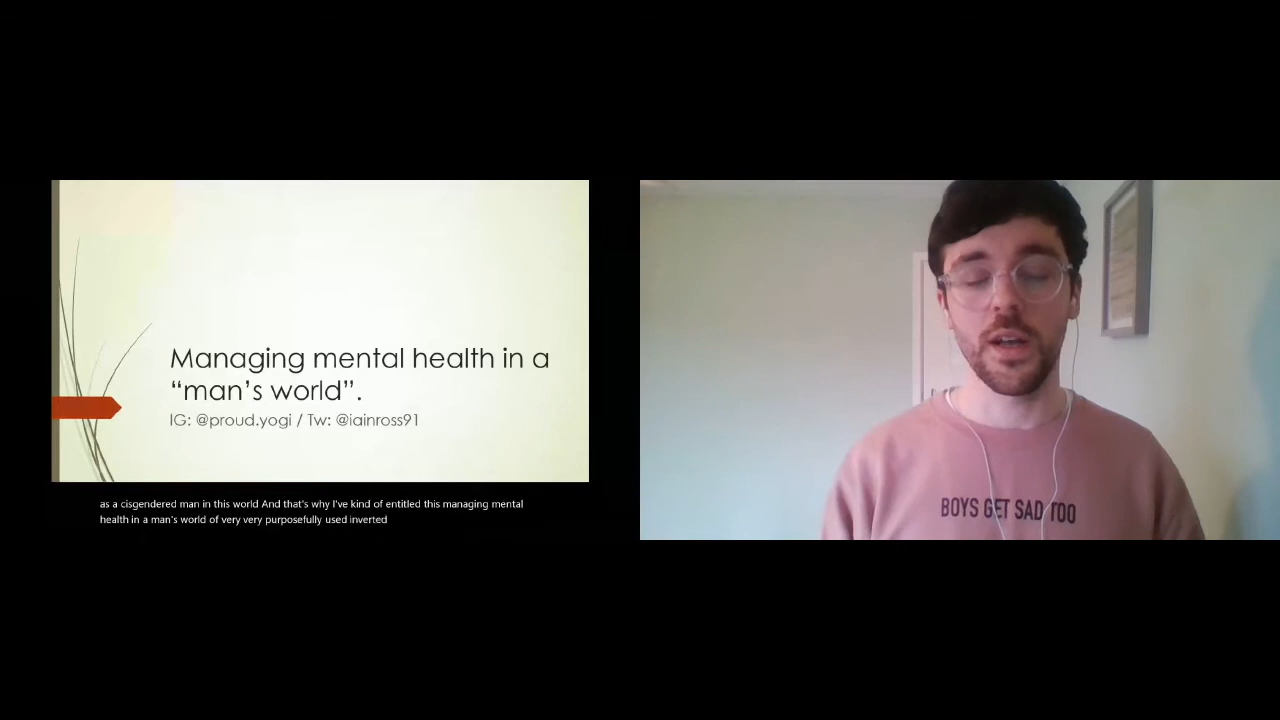 Managing mental health in a
“man’s world”.
IG: @proud.yogi / Tw: @iainross91
as a cisgendered man in this world And that's why I've kind of entitled this managing mental
health in a man's world of very very purposefully used inverted
BOYS GET SAD TOO